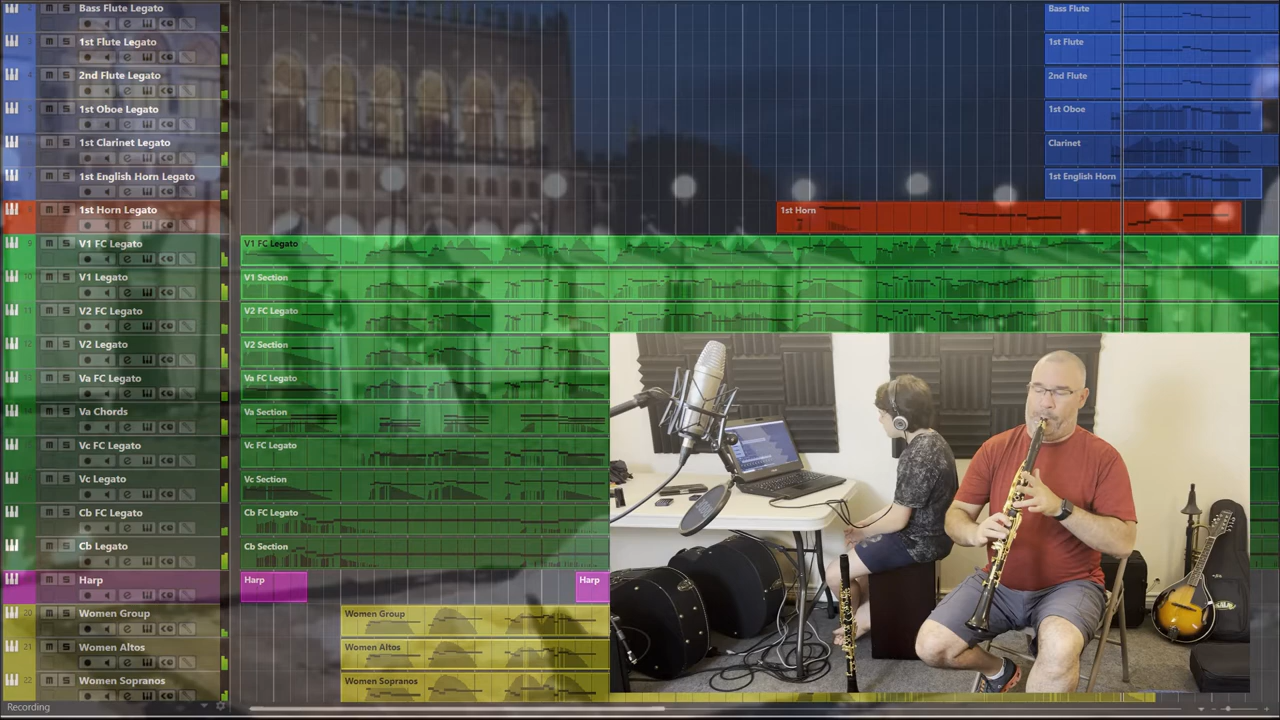 Bass Flute Legato
Bass Flute
1st Flute Legato
1st Flute
2nd Flute Legato
2nd Flute
1st Oboe Legato
1st Oboe
1st Clarinet Legato
Clarinet
1st English Horn Legato
1st English Horn
1st Horn Legato
1st Horn
V1 FC Legato
V1 FC Legato
V1 Legato
V1 Section
V2 FC Legato
V2 FC Legato
V2 Legato
V2 Section
Va FC Legato
Va FC Legato
Va Chords
Va Section
Vc FC Legato
Vc FC Legato
Vc Legato
Vc Section
Cb FC Legato
Cb FC Legato
Cb Legato
Cb Section
Harp
Harp
Harp
20
Women Group
Women Group
21
Women Altos
Women Altos
22
Women Sopranos
Women Sopranos
Recording